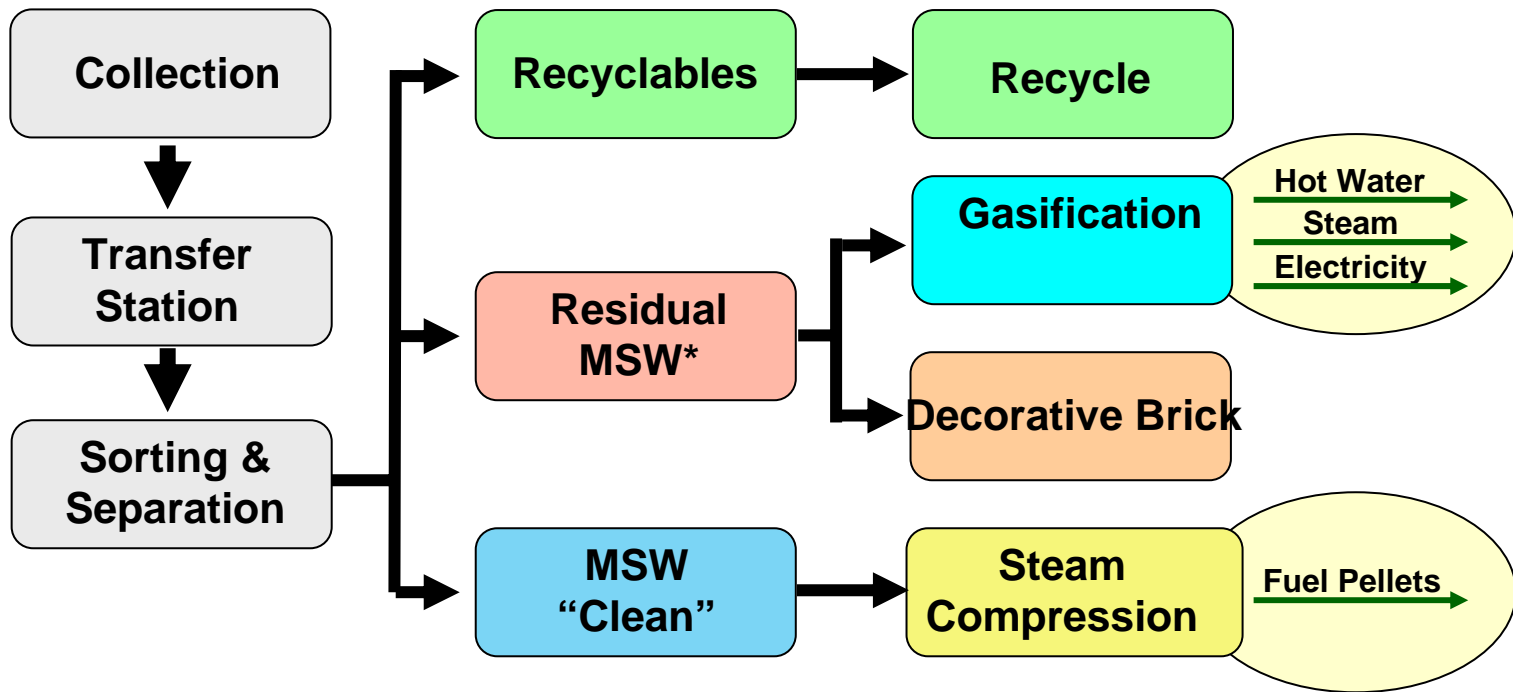 Collection
Transfer
Station
Sorting &
Separation
Recyclables
Recycle
Residual
MSW*
Gasification
Hot Water
Steam
Electricity
Decorative Brick
MSW
“Clean”
Steam
Compression
Fuel Pellets